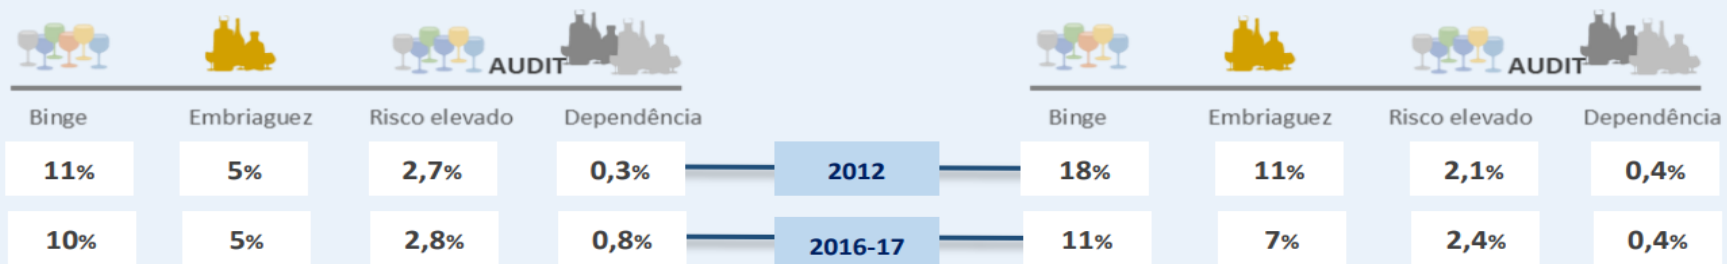 AUDIT AUDIT
Binge Embriaguez Risco elevado Dependência Binge Embriaguez Risco elevado Dependência
11% 5% 2,7% 0,3% 2012 18% 11% 2,1% 0,4%
10% 5% 2,8% 0,8% 2016-17 11% 7% 2,4% 0,4%